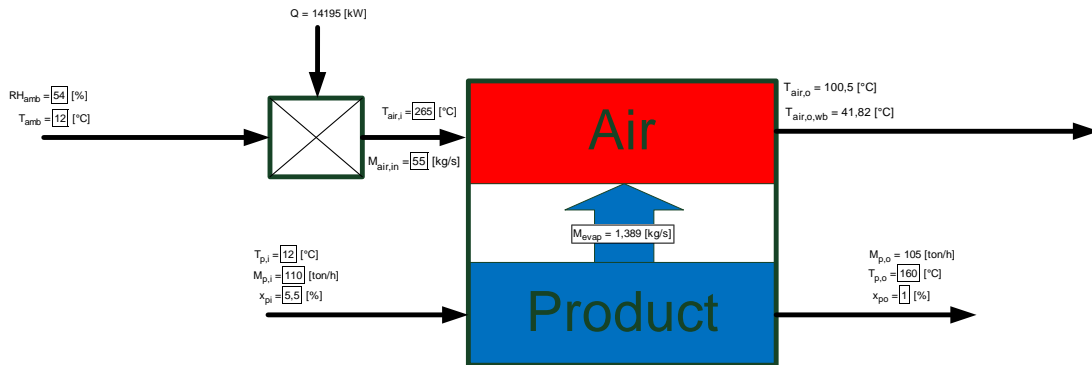 Q = 14195 [kW]
RHamb = 54 [%]
Tamb = 12 [°C]
Tair,i = 265 [°C]
Mair,in = 55 [kg/s]
Air
Tair,o = 100,5 [°C]
Tair,o,wb = 41,82 [°C]
Mevap = 1,389 [kg/s]
Tp,i = 12 [°C]
Mp,i = 110 [ton/h]
xpi = 5,5 [%]
Product
Mp,o = 105 [ton/h]
Tp,o = 160 [°C]
xpo = 1 [%]